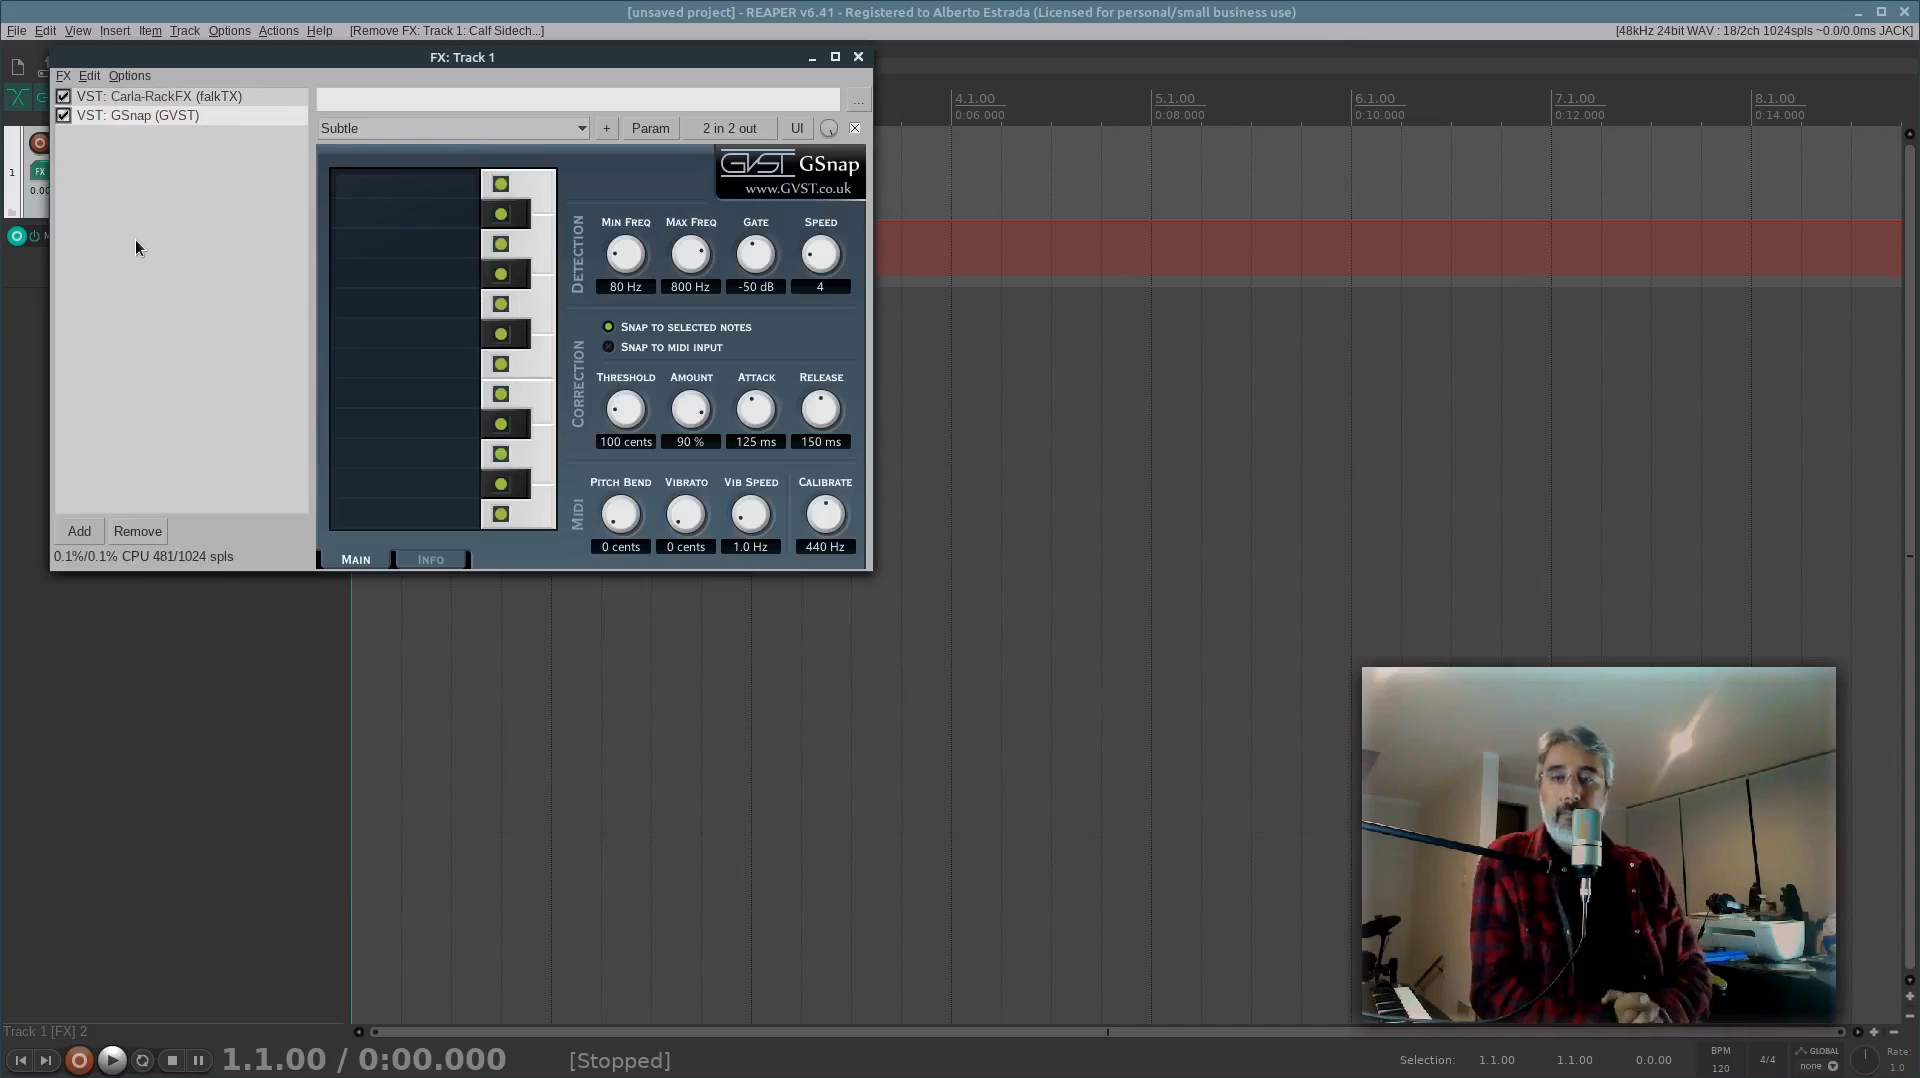 [unsaved project] - REAPER v6.41 - Registered to Alberto Estrada (Licensed for personal/small business use)
File Edit View Insert Item Track Options Actions Help [Remove FX: Track 1: Calf Sidech...]
[48kHz 24bit WAV : 18/2ch 1024spls ~0.0/0.0ms JACK]
FX: Track 1
FX Edit Options
VST: Carla-RackFX (falkTX)
VST: GSnap (GVST)
...
Subtle
+
Param
2 in 2 out
UI
GVST GSnap
www.GVST.co.uk
DETECTION
MIN FREQ MAX FREQ GATE SPEED
80 Hz 800 Hz -50 dB 4
CORRECTION
SNAP TO SELECTED NOTES
SNAP TO MIDI INPUT
THRESHOLD AMOUNT ATTACK RELEASE
100 cents 90 % 125 ms 150 ms
MIDI
PITCH BEND VIBRATO VIB SPEED CALIBRATE
0 cents 0 cents 1.0 Hz 440 Hz
MAIN INFO
Add Remove
0.1%/0.1% CPU 481/1024 spls
4.1.00 5.1.00 6.1.00 7.1.00 8.1.00
0:06.000 0:08.000 0:10.000 0:12.000 0:14.000
1
FX
0.00
M
Track 1 [FX] 2
1.1.00 / 0:00.000
[Stopped]
Selection: 1.1.00 1.1.00 0.0.00
BPM
120
4/4
GLOBAL
none
Rate:
1.0